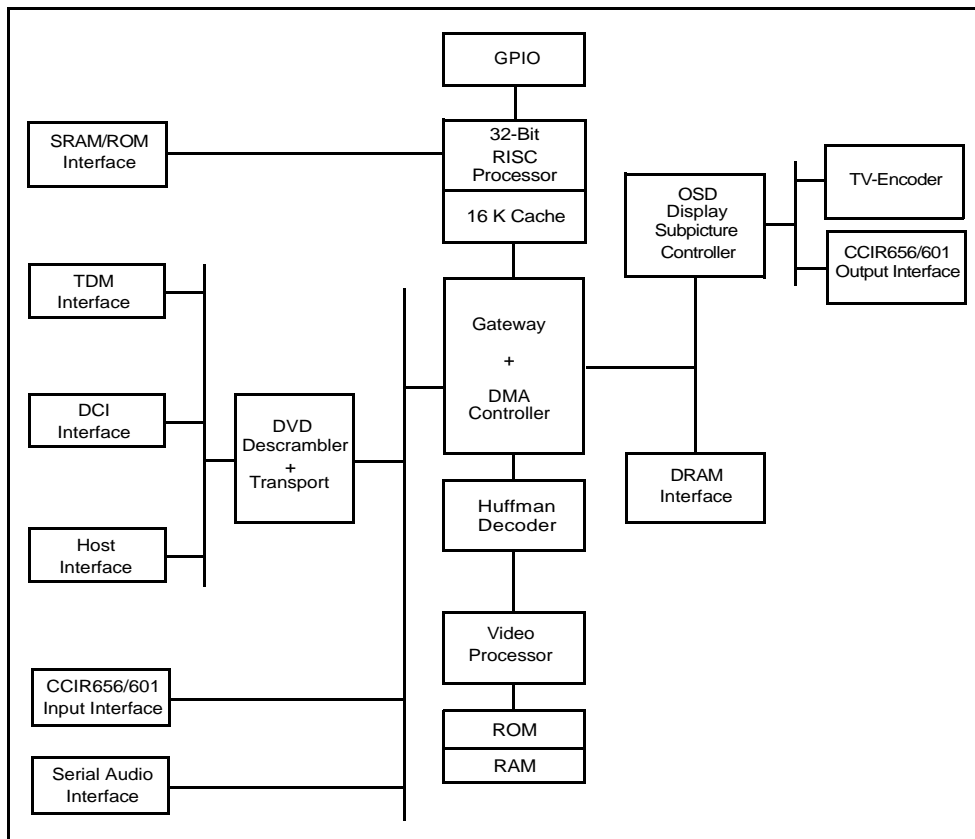 GPIO
SRAM/ROM
Interface
32-Bit
RISC
Processor
16 K Cache
OSD
Display
Subpicture
Controller
TV-Encoder
CCIR656/601
Output Interface
TDM
Interface
DCI
Interface
Host
Interface
DVD
Descrambler
+
Transport
Gateway
+
DMA
Controller
DRAM
Interface
Huffman
Decoder
Video
Processor
ROM
RAM
CCIR656/601
Input Interface
Serial Audio
Interface